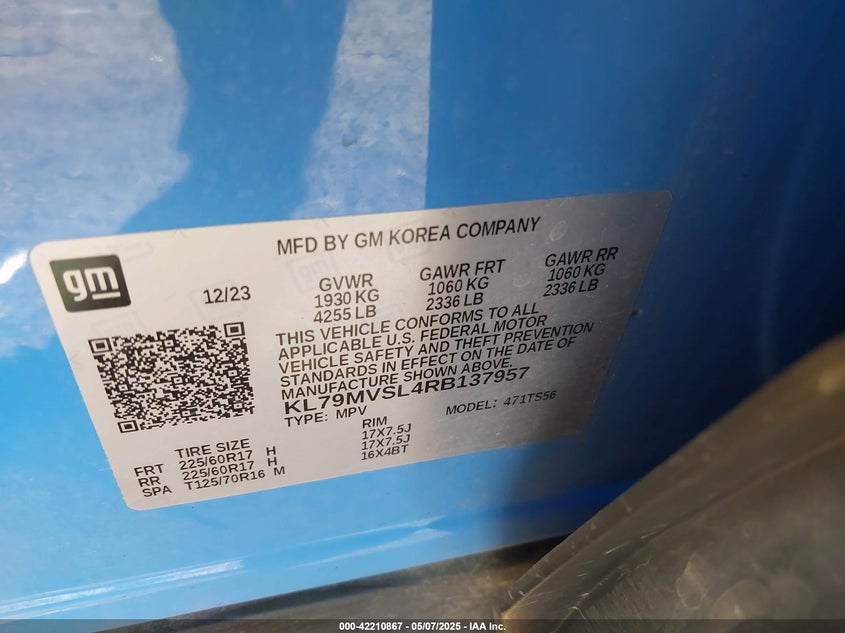 MFD BY GM KOREA COMPANY
gm
12/23
GVWR
1930 KG
4255 LB
GAWR FRT
1060 KG
2336 LB
GAWR RR
1060 KG
2336 LB
THIS VEHICLE CONFORMS TO ALL
APPLICABLE U.S. FEDERAL MOTOR
VEHICLE SAFETY AND THEFT PREVENTION
STANDARDS IN EFFECT ON THE DATE OF
MANUFACTURE SHOWN ABOVE.
KL79MVSL4RB137957
TYPE: MPV
MODEL: 471TS56
TIRE SIZE
FRT 225/60R17 H
RR 225/60R17 H
SPA T125/70R16 M
RIM
17X7.5J
17X7.5J
16X4BT
000-42210867 - 05/07/2025 - IAA Inc.